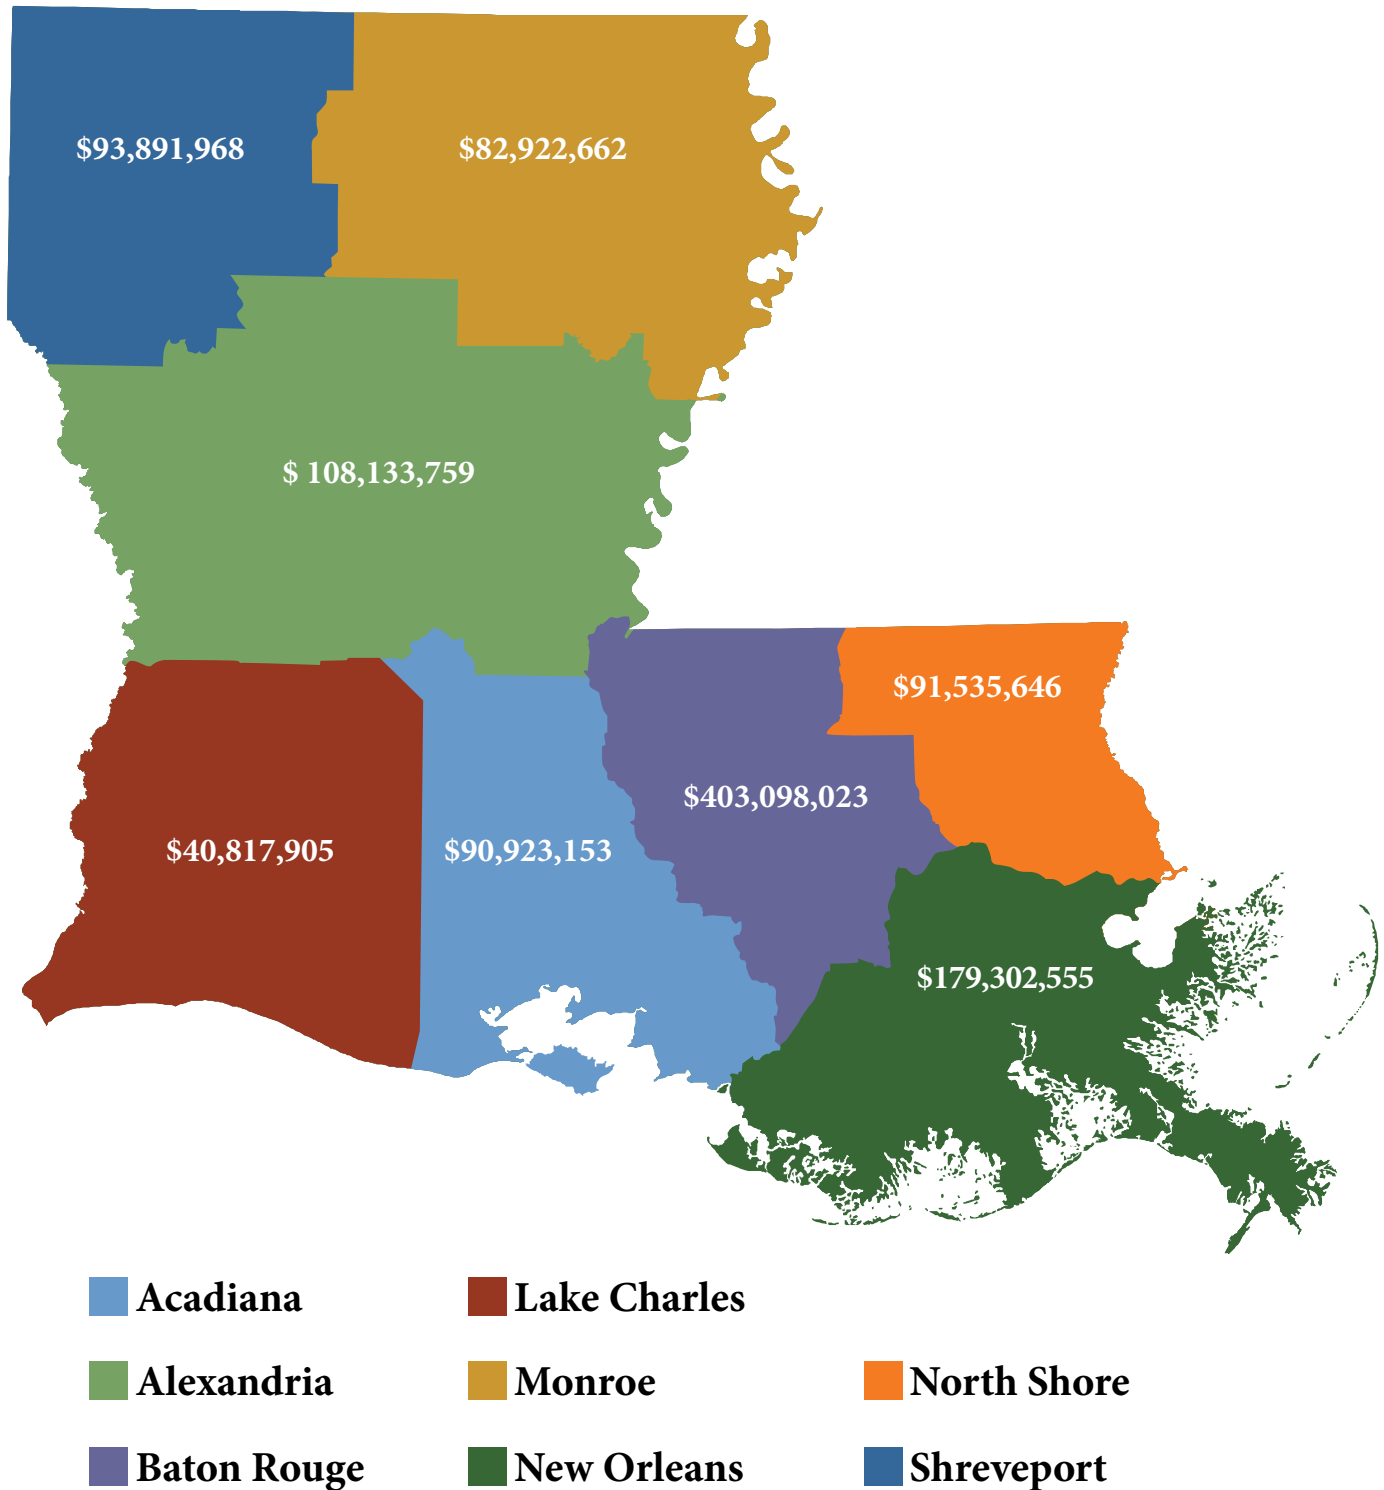 $93,891,968
$82,922,662
$ 108,133,759
$91,535,646
$403,098,023
$40,817,905
$90,923,153
$179,302,555
Acadiana
Lake Charles
Alexandria
Monroe
North Shore
Baton Rouge
New Orleans
Shreveport